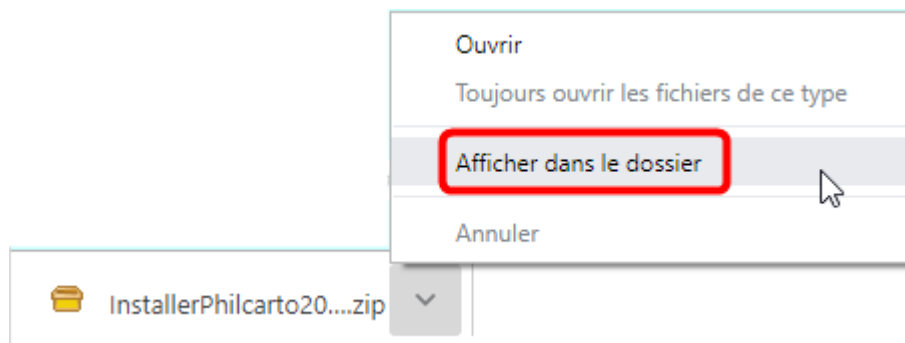 Ouvrir
Toujours ouvrir les fichiers de ce type
Afficher dans le dossier
Annuler
InstallerPhilcarto20....zip